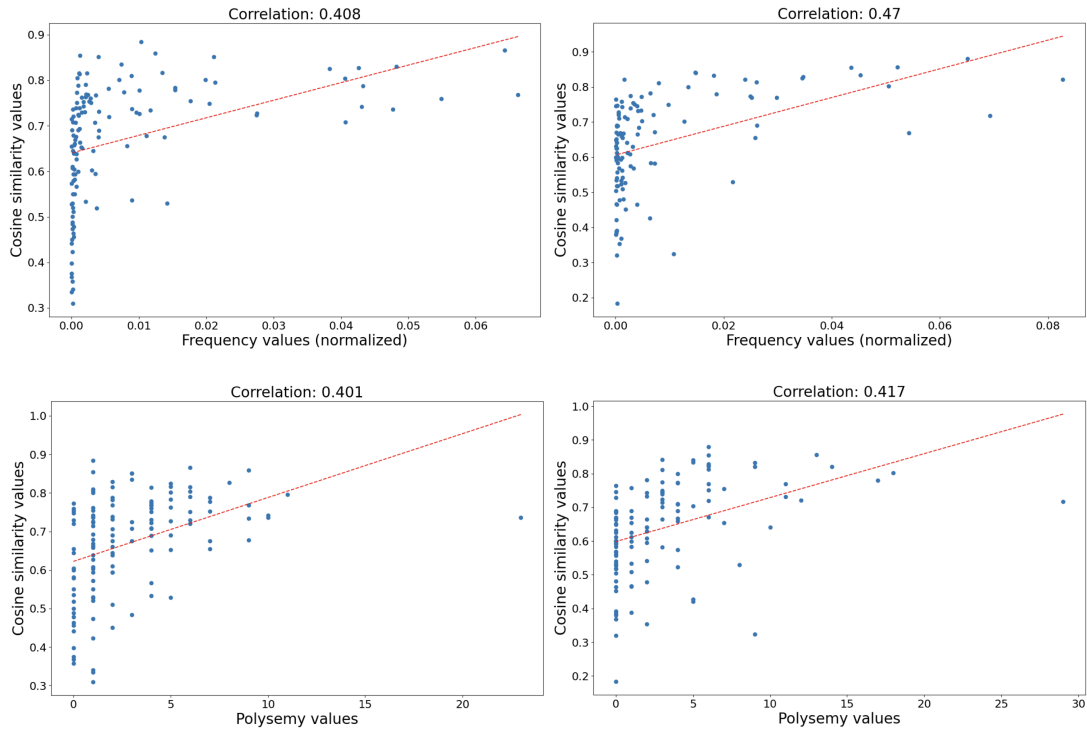 Correlation: 0.408
Cosine similarity values
0.9
0.8
0.7
0.6
0.5
0.4
0.3
0.00 0.01 0.02 0.03 0.04 0.05 0.06
Frequency values (normalized)
Correlation: 0.47
Cosine similarity values
0.9
0.8
0.7
0.6
0.5
0.4
0.3
0.2
0.00 0.02 0.04 0.06 0.08
Frequency values (normalized)
Correlation: 0.401
Cosine similarity values
1.0
0.9
0.8
0.7
0.6
0.5
0.4
0.3
0 5 10 15 20
Polysemy values
Correlation: 0.417
Cosine similarity values
1.0
0.9
0.8
0.7
0.6
0.5
0.4
0.3
0.2
0 5 10 15 20 25 30
Polysemy values